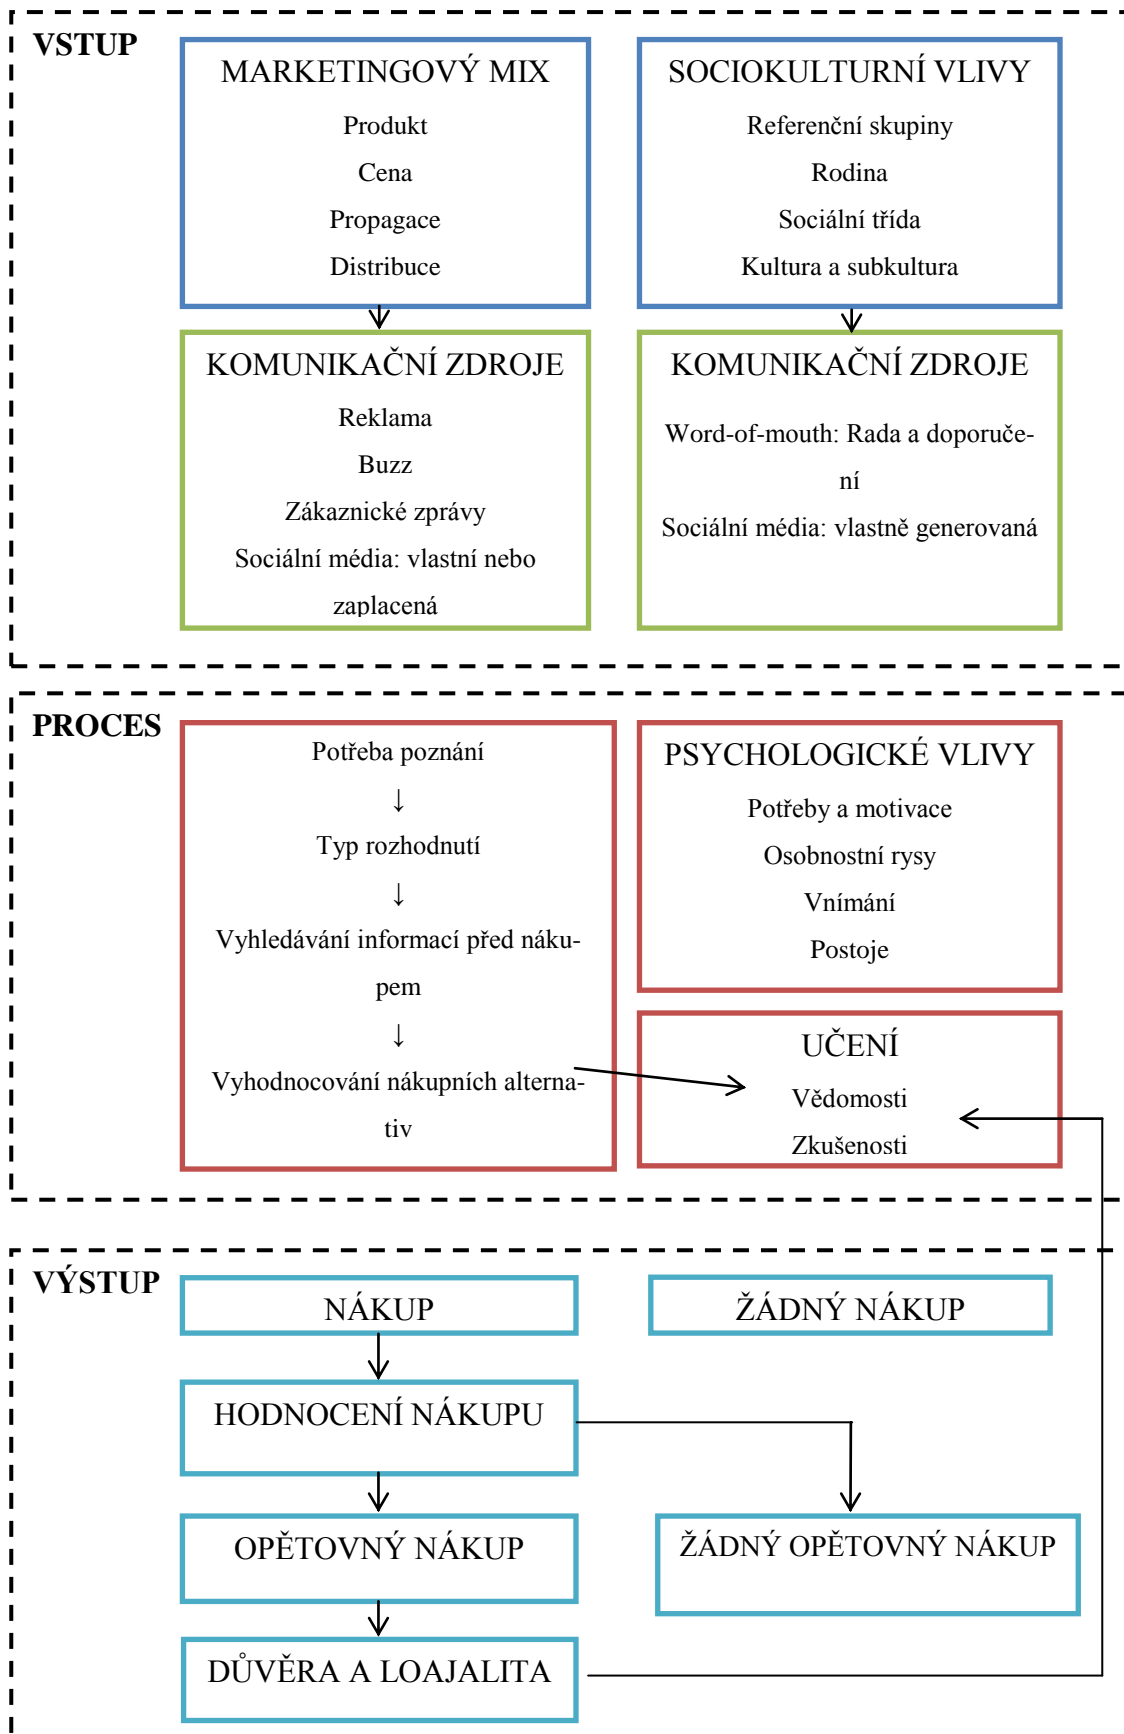 VSTUP
MARKETINGOVÝ MIX
Produkt
Cena
Propagace
Distribuce
SOCIOKULTURNÍ VLIVY
Referenční skupiny
Rodina
Sociální třída
Kultura a subkultura
KOMUNIKAČNÍ ZDROJE
Reklama
Buzz
Zákaznické zprávy
Sociální média: vlastní nebo
zaplacená
KOMUNIKAČNÍ ZDROJE
Word-of-mouth: Rada a doporuče-
ní
Sociální média: vlastně generovaná
PROCES
Potřeba poznání
↓
Typ rozhodnutí
↓
Vyhledávání informací před náku-
pem
↓
Vyhodnocování nákupních alterna-
tiv
PSYCHOLOGICKÉ VLIVY
Potřeby a motivace
Osobnostní rysy
Vnímání
Postoje
UČENÍ
Vědomosti
Zkušenosti
VÝSTUP
NÁKUP
ŽÁDNÝ NÁKUP
HODNOCENÍ NÁKUPU
OPĚTOVNÝ NÁKUP
ŽÁDNÝ OPĚTOVNÝ NÁKUP
DŮVĚRA A LOAJALITA